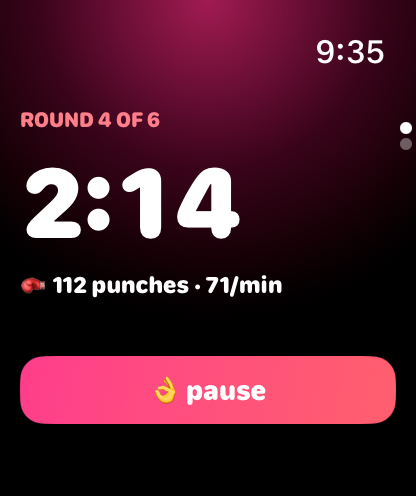 9:35
ROUND 4 OF 6
2:14
🥊 112 punches · 71/min
👌 pause